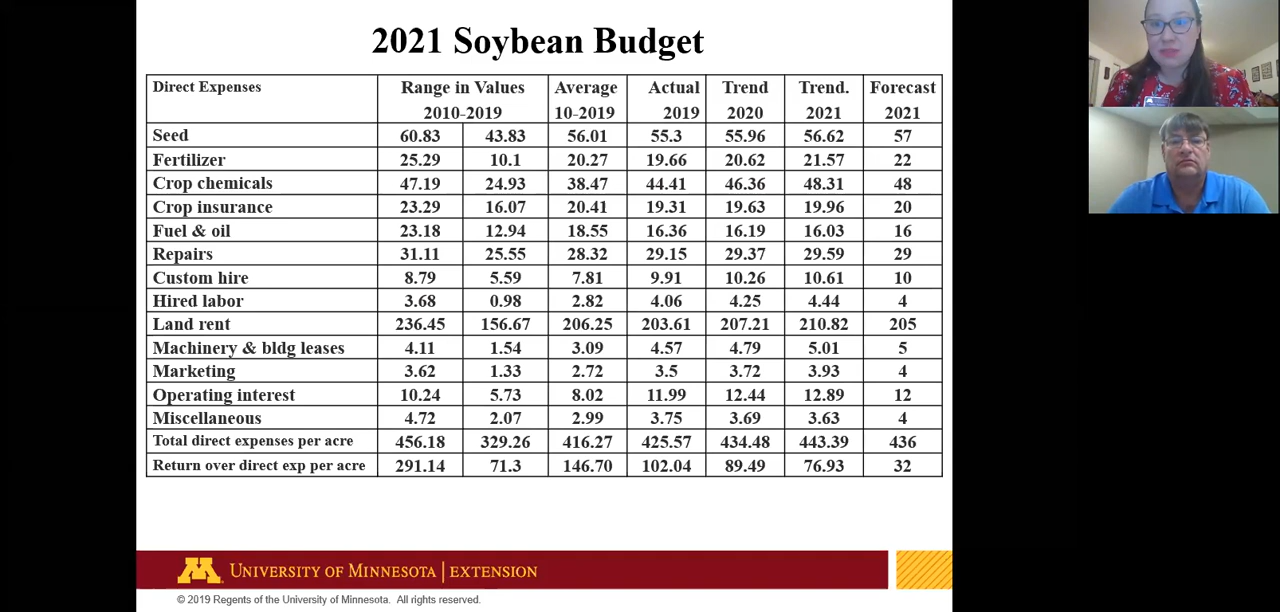 2021 Soybean Budget
Direct Expenses Range in Values Average Actual Trend Trend. Forecast
2010-2019 10-2019 2019 2020 2021 2021
Seed 60.83 43.83 56.01 55.3 55.96 56.62 57
Fertilizer 25.29 10.1 20.27 19.66 20.62 21.57 22
Crop chemicals 47.19 24.93 38.47 44.41 46.36 48.31 48
Crop insurance 23.29 16.07 20.41 19.31 19.63 19.96 20
Fuel & oil 23.18 12.94 18.55 16.36 16.19 16.03 16
Repairs 31.11 25.55 28.32 29.15 29.37 29.59 29
Custom hire 8.79 5.59 7.81 9.91 10.26 10.61 10
Hired labor 3.68 0.98 2.82 4.06 4.25 4.44 4
Land rent 236.45 156.67 206.25 203.61 207.21 210.82 205
Machinery & bldg leases 4.11 1.54 3.09 4.57 4.79 5.01 5
Marketing 3.62 1.33 2.72 3.5 3.72 3.93 4
Operating interest 10.24 5.73 8.02 11.99 12.44 12.89 12
Miscellaneous 4.72 2.07 2.99 3.75 3.69 3.63 4
Total direct expenses per acre 456.18 329.26 416.27 425.57 434.48 443.39 436
Return over direct exp per acre 291.14 71.3 146.70 102.04 89.49 76.93 32
M UNIVERSITY OF MINNESOTA | EXTENSION
© 2019 Regents of the University of Minnesota. All rights reserved.